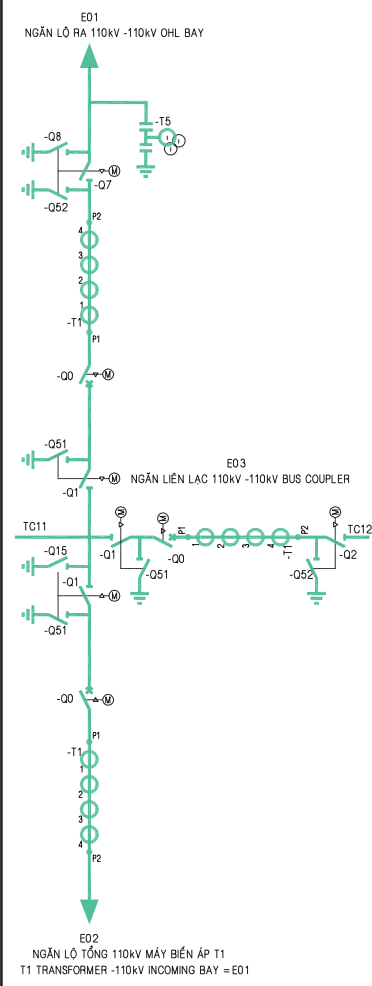 E01
NGĂN LỘ RA 110kV -110kV OHL BAY
-T5
-Q8
M
-Q7
-Q52
P2
4
3
2
1
-T1
P1
-Q0
M
-Q51
M
-Q1
E03
NGĂN LIÊN LẠC 110kV -110kV BUS COUPLER
TC11
M
M
P1
1
2
3
4
-T1
P2
M
TC12
-Q1
-Q0
-Q2
-Q15
-Q51
-Q52
-Q1
M
-Q51
-Q0
M
P1
-T1
1
2
3
4
P2
E02
NGĂN LỘ TỔNG 110kV MÁY BIẾN ÁP T1
T1 TRANSFORMER -110kV INCOMING BAY =E01